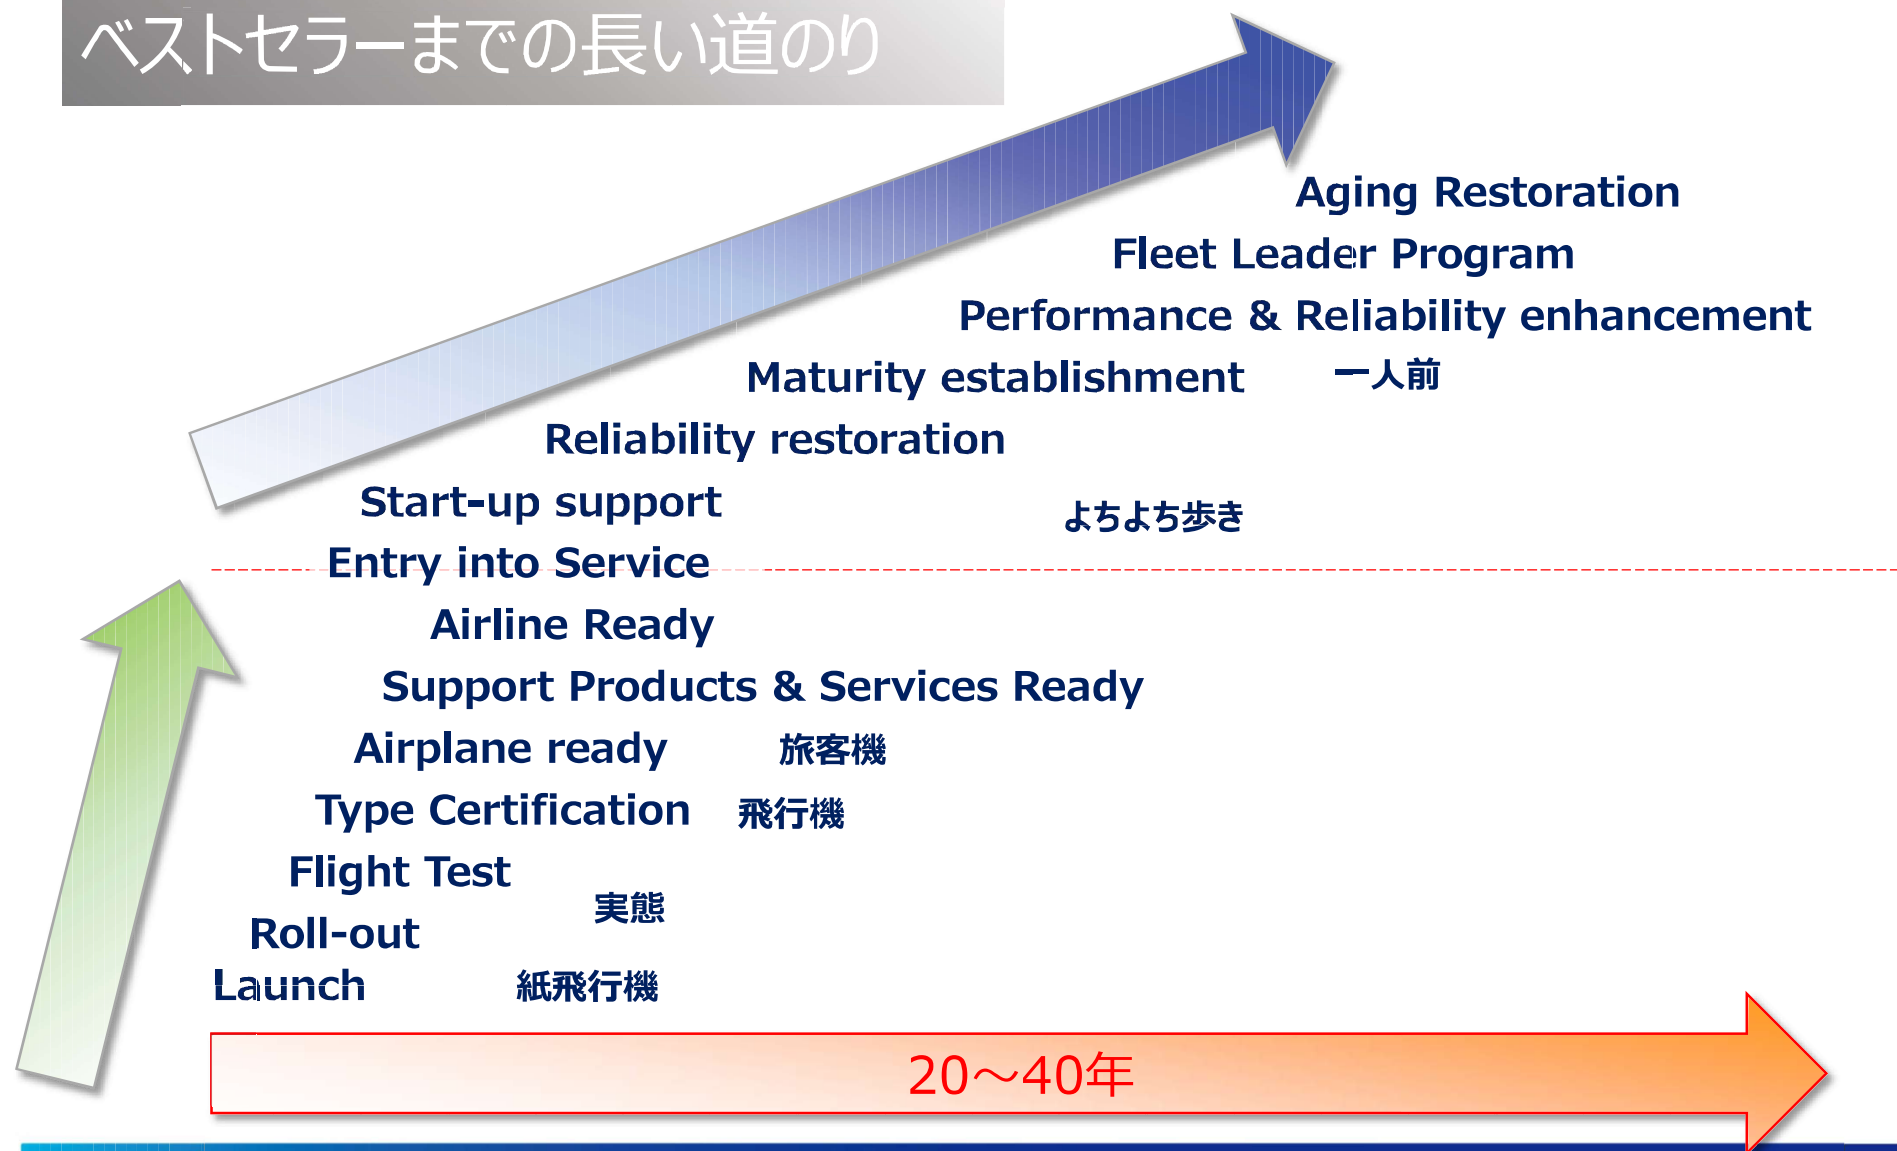 ベストセラーまでの長い道のり
Aging Restoration
Fleet Leader Program
Performance & Reliability enhancement
Maturity establishment 一人前
Reliability restoration
Start-up support よちよち歩き
Entry into Service
Airline Ready
Support Products & Services Ready
Airplane ready 旅客機
Type Certification 飛行機
Flight Test
実態
Roll-out
Launch 紙飛行機
20～40年